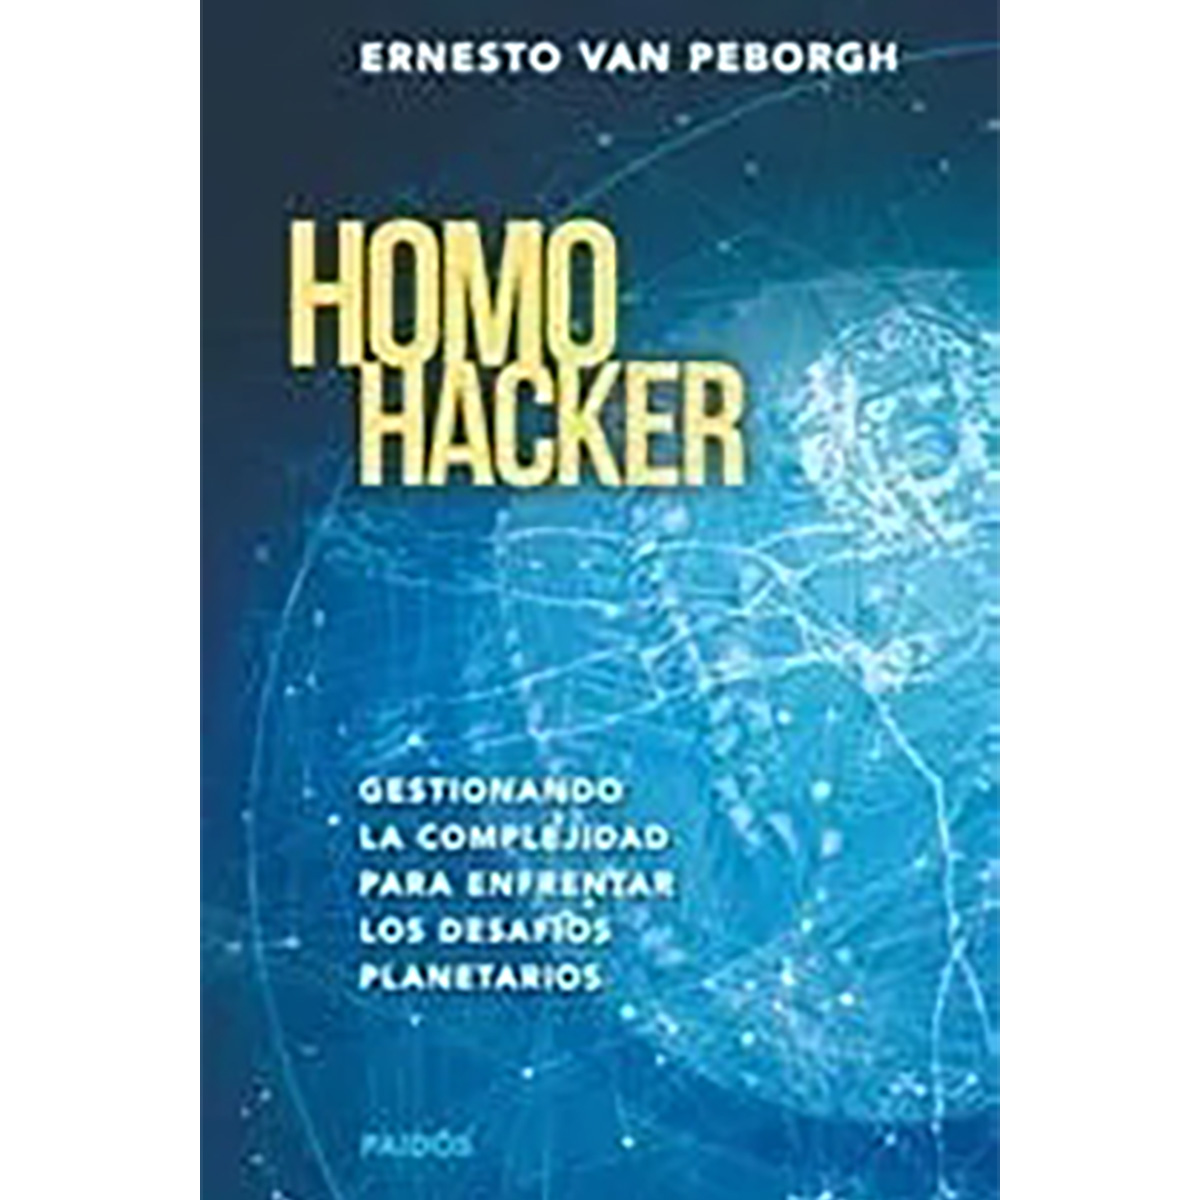 ERNESTO VAN PEBORGH
HOMO
HACKER
GESTIONANDO
LA COMPLEJIDAD
PARA ENFRENTAR
LOS DESAFÍOS
PLANETARIOS
PAIDÓS